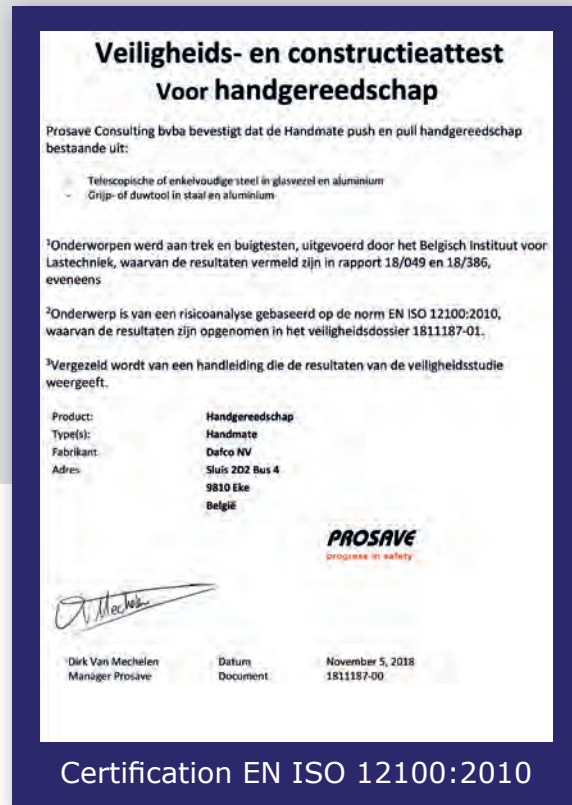 Veiligheids- en constructieattest
Voor handgereedschap
Prosave Consulting bvba bevestigt dat de Handmate push en pull handgereedschap
bestaande uit:
- Telescopische of enkelvoudige steel in glasvezel en aluminium
- Grijp- of duwtool in staal en aluminium
¹Onderworpen werd aan trek en buigtesten, uitgevoerd door het Belgisch Instituut voor
Lastechniek, waarvan de resultaten vermeld zijn in rapport 18/049 en 18/386,
eveneens
²Onderwerp is van een risicoanalyse gebaseerd op de norm EN ISO 12100:2010,
waarvan de resultaten zijn opgenomen in het veiligheidsdossier 1811187-01.
³Vergezeld wordt van een handleiding die de resultaten van de veiligheidsstudie
weergeeft.
Product: Handgereedschap
Type(s): Handmate
Fabrikant Dafco NV
Adres Sluis 2D2 Bus 4
9810 Eke
België
PROSAVE
progress in safety
Mechelen
Dirk Van Mechelen Datum November 5, 2018
Manager Prosave Document 1811187-00
Certification EN ISO 12100:2010